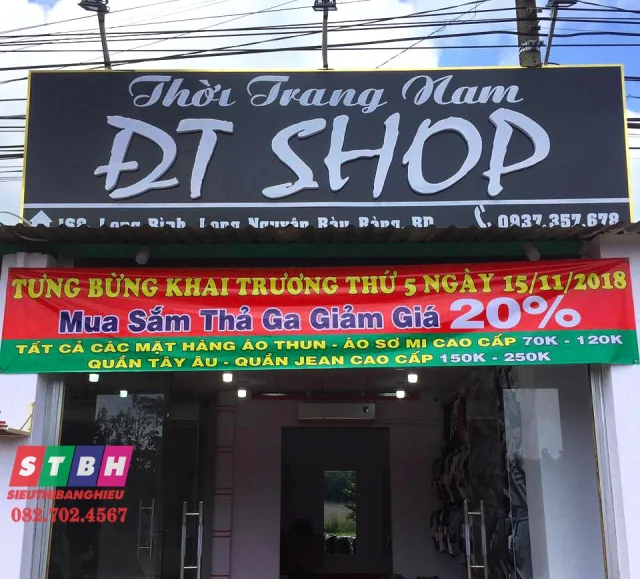 Thời Trang Nam
ĐT SHOP
168, Long Bình, Long Nguyên, Bàu Bàng, BD
0937.357.678
TƯNG BỪNG KHAI TRƯƠNG THỨ 5 NGÀY 15/11/2018
Mua Sắm Thả Ga Giảm Giá 20%
TẤT CẢ CÁC MẶT HÀNG ÁO THUN - ÁO SƠ MI CAO CẤP 70K - 120K
QUẦN TÂY ÂU - QUẦN JEAN CAO CẤP 150K - 250K
STBH
SIEUTHIBANGHIEU
082.702.4567